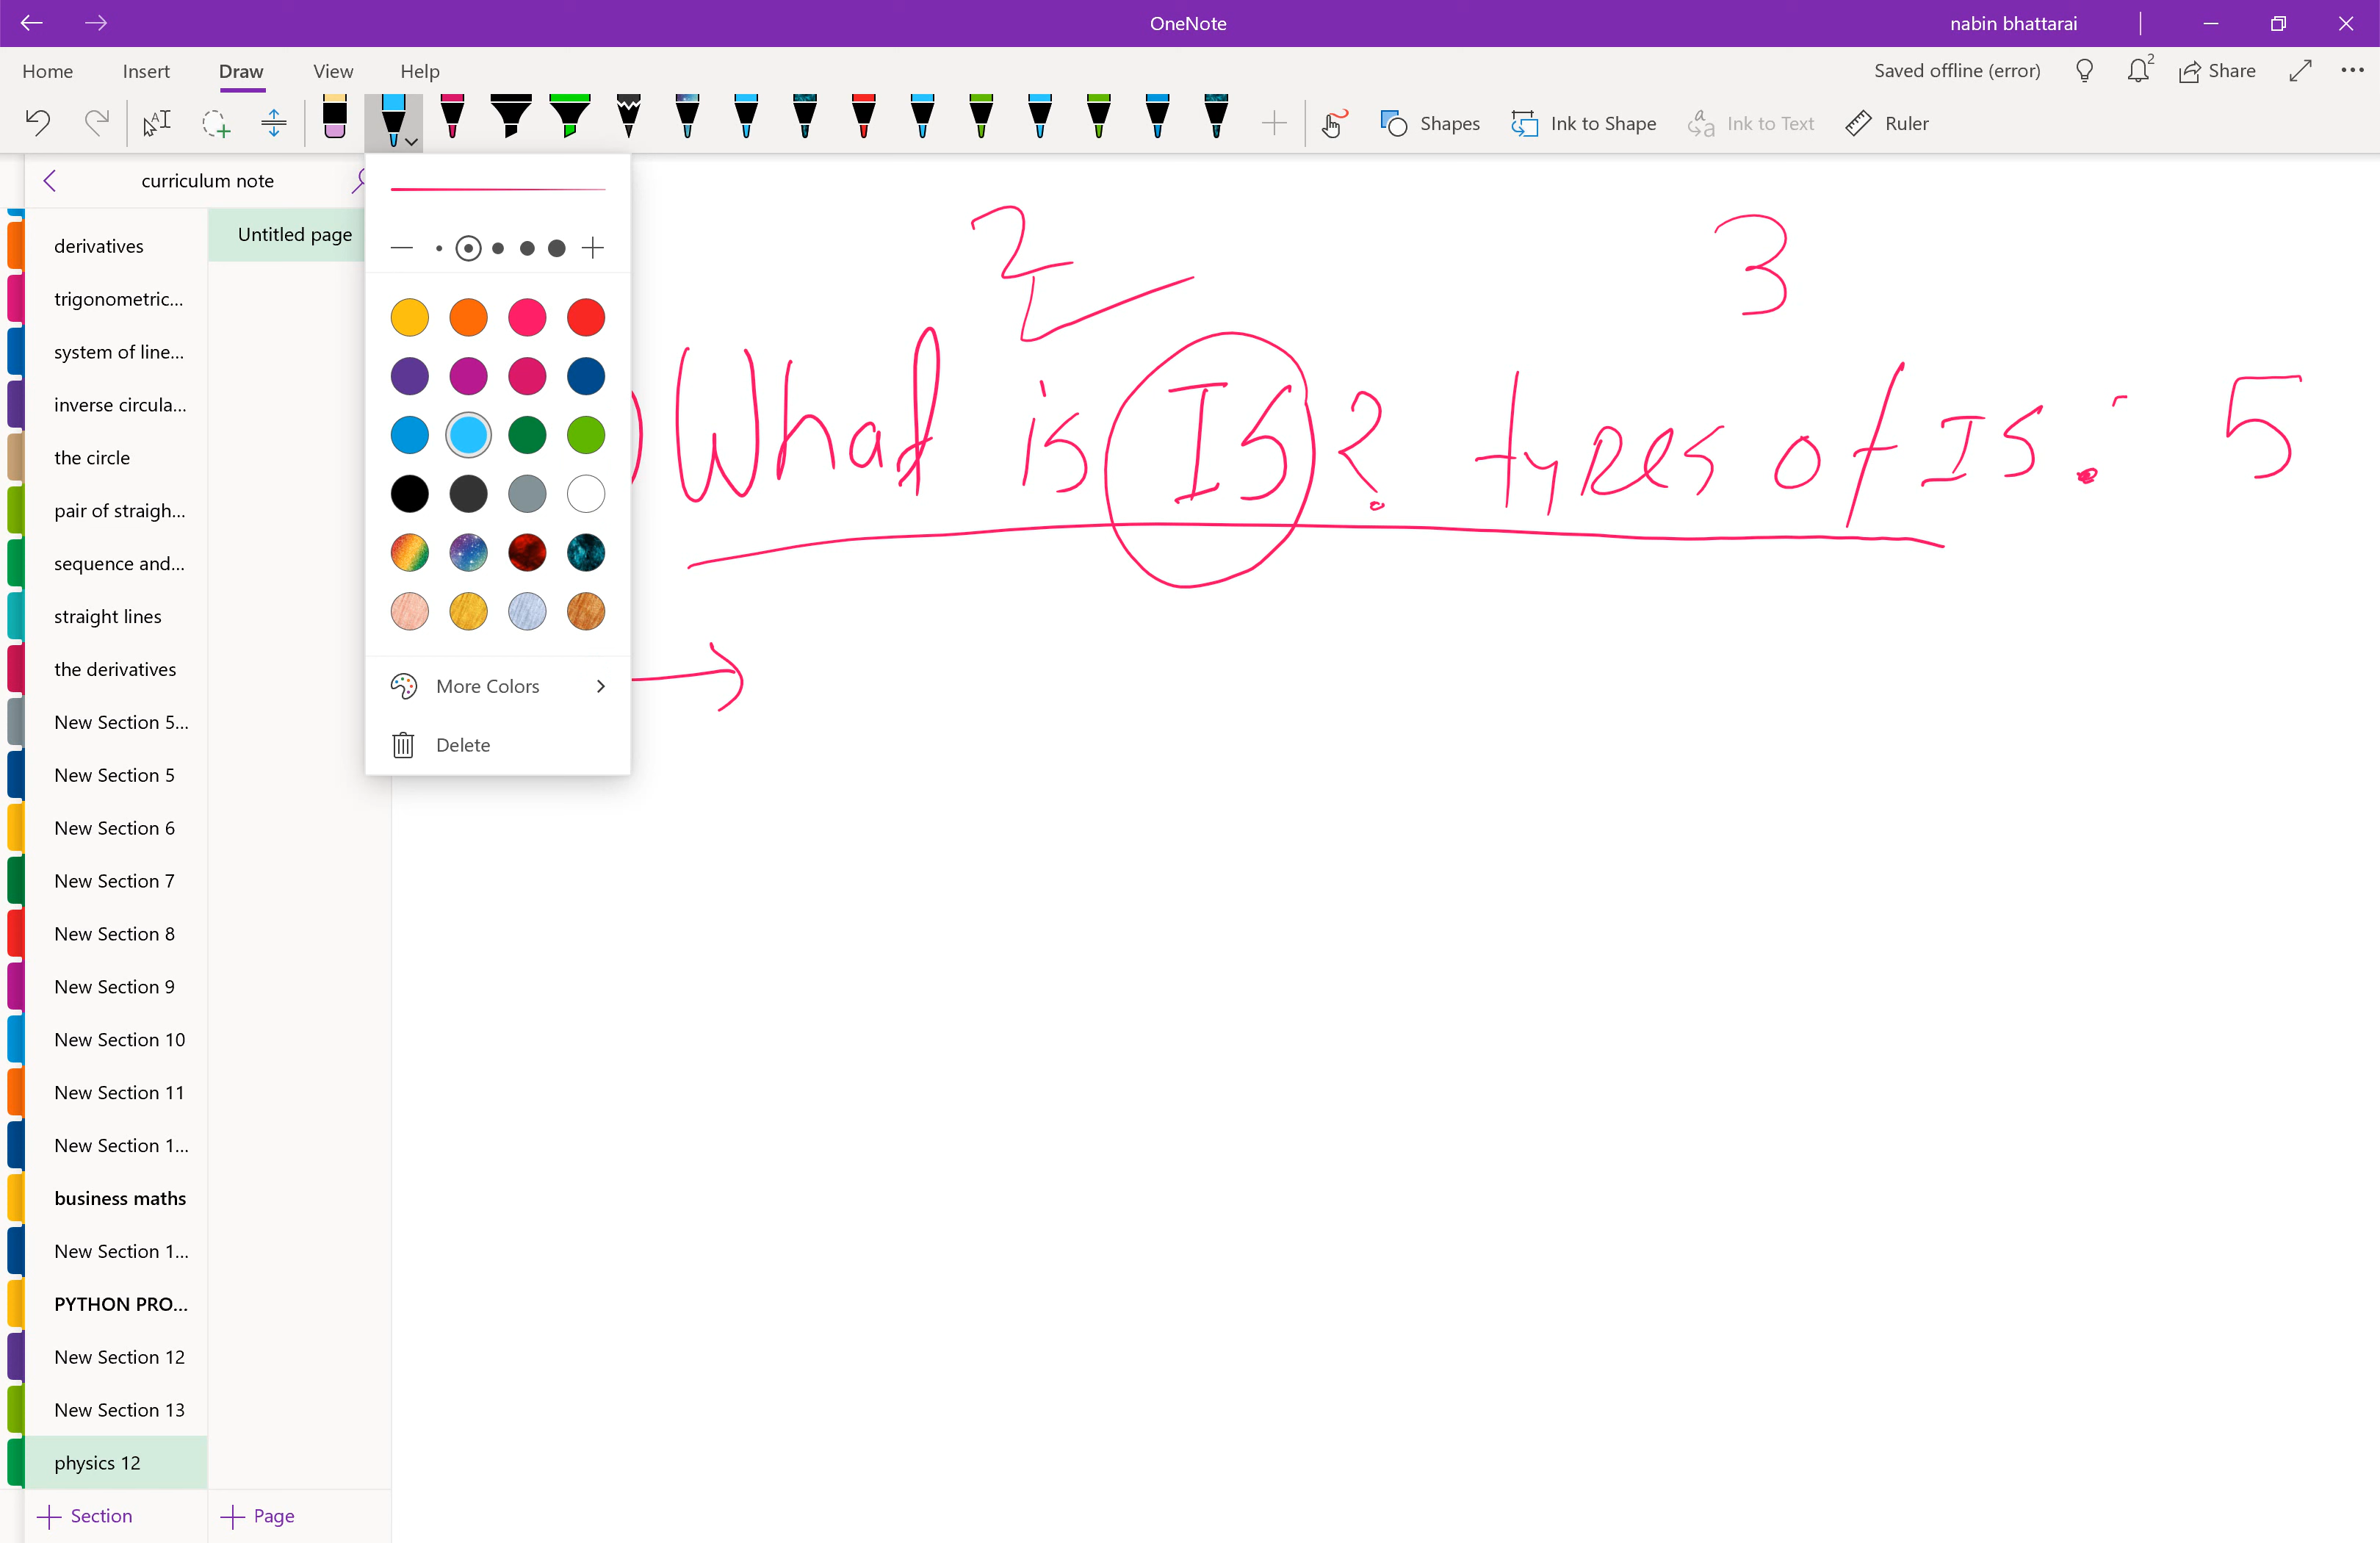 OneNote
nabin bhattarai
Home Insert Draw View Help
Saved offline (error) 2 Share
Shapes Ink to Shape Ink to Text Ruler
curriculum note
Untitled page
derivatives
trigonometric...
system of line...
inverse circula...
the circle
pair of straigh...
sequence and...
straight lines
the derivatives
New Section 5...
New Section 5
New Section 6
New Section 7
New Section 8
New Section 9
New Section 10
New Section 11
New Section 1...
business maths
New Section 1...
PYTHON PRO...
New Section 12
New Section 13
physics 12
Section
Page
More Colors
Delete
2 3
) What is IS? types of IS. 5